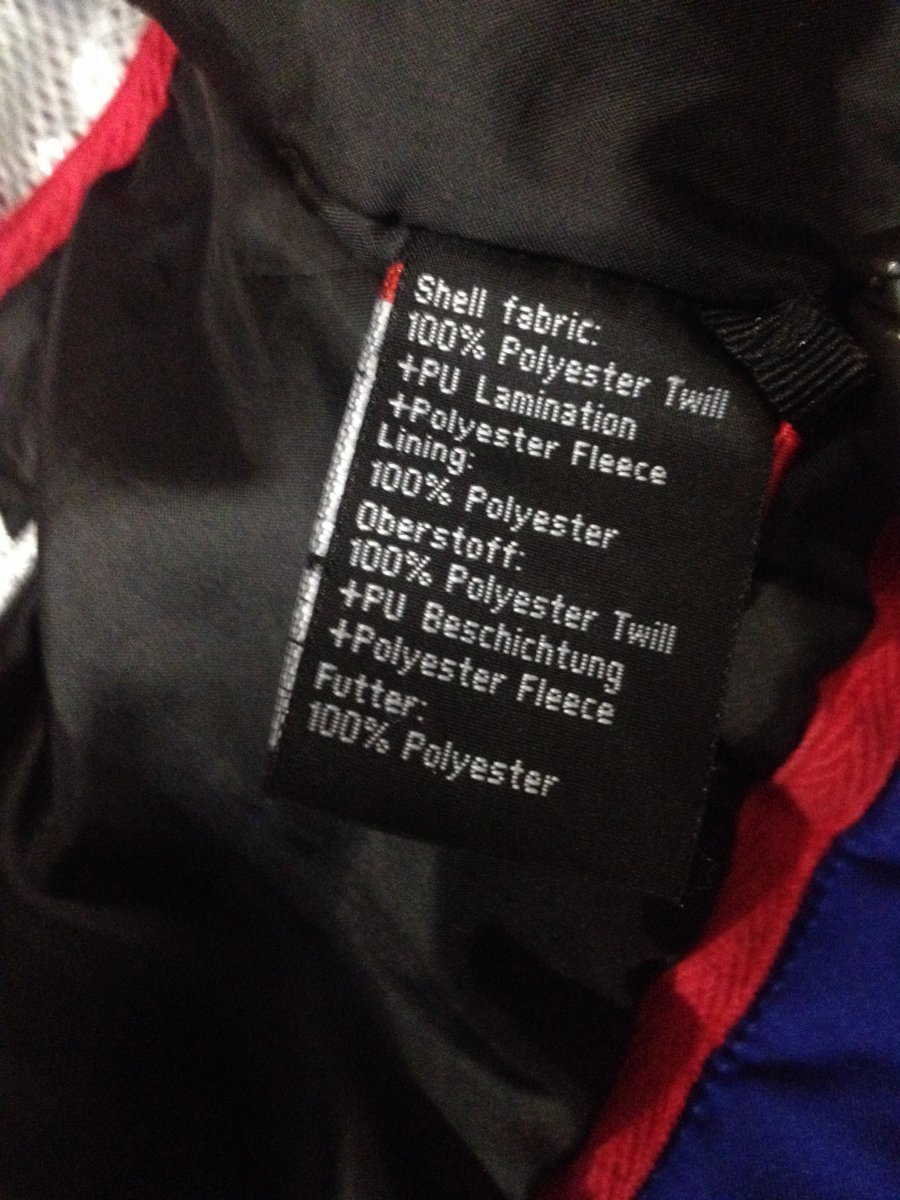 Shell fabric:
100% Polyester Twill
+PU Lamination
+Polyester Fleece
Lining:
100% Polyester
Oberstoff:
100% Polyester Twill
+PU Beschichtung
+Polyester Fleece
Futter:
100% Polyester